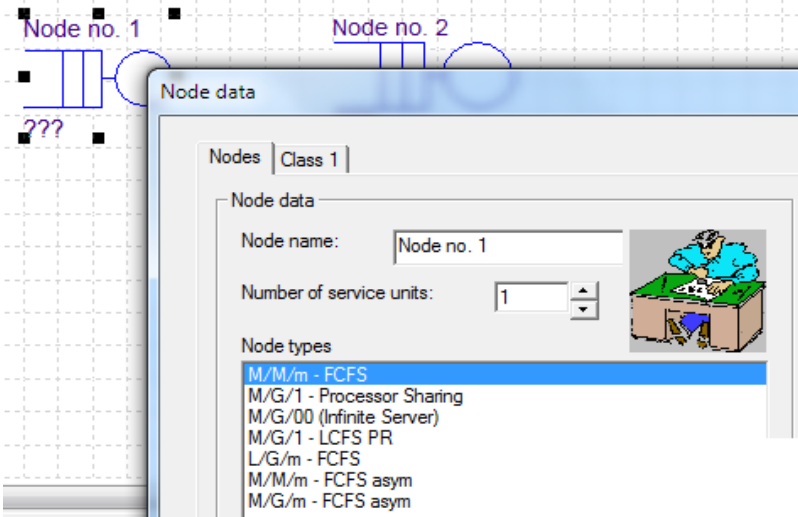 Node no. 1
Node no. 2
???
Node data
Nodes
Class 1
Node data
Node name:
Node no. 1
Number of service units:
1
Node types
M/M/m - FCFS
M/G/1 - Processor Sharing
M/G/00 (Infinite Server)
M/G/1 - LCFS PR
L/G/m - FCFS
M/M/m - FCFS asym
M/G/m - FCFS asym